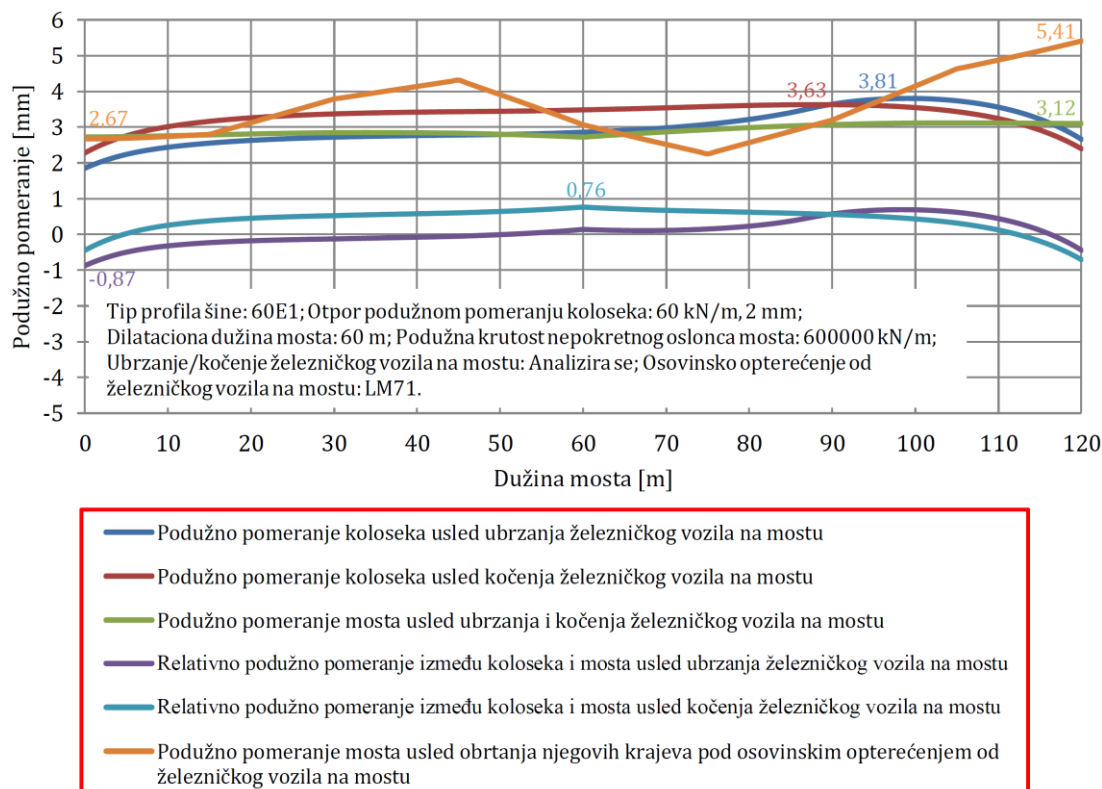 6
5
4
3
2
1
0
-1
-2
-3
-4
-5
Podužno pomeranje [mm]
2,67
-0,87
0,76
3,63
3,81
5,41
3,12
Tip profila šine: 60E1; Otpor podužnom pomeranju koloseka: 60 kN/m, 2 mm;
Dilataciona dužina mosta: 60 m; Podužna krutost nepokretnog oslonca mosta: 600000 kN/m;
Ubrzanje/kočenje železničkog vozila na mostu: Analizira se; Osovinsko opterećenje od
železničkog vozila na mostu: LM71.
0 10 20 30 40 50 60 70 80 90 100 110 120
Dužina mosta [m]
Podužno pomeranje koloseka usled ubrzanja železničkog vozila na mostu
Podužno pomeranje koloseka usled kočenja železničkog vozila na mostu
Podužno pomeranje mosta usled ubrzanja i kočenja železničkog vozila na mostu
Relativno podužno pomeranje između koloseka i mosta usled ubrzanja železničkog vozila na mostu
Relativno podužno pomeranje između koloseka i mosta usled kočenja železničkog vozila na mostu
Podužno pomeranje mosta usled obrtanja njegovih krajeva pod osovinskim opterećenjem od
železničkog vozila na mostu